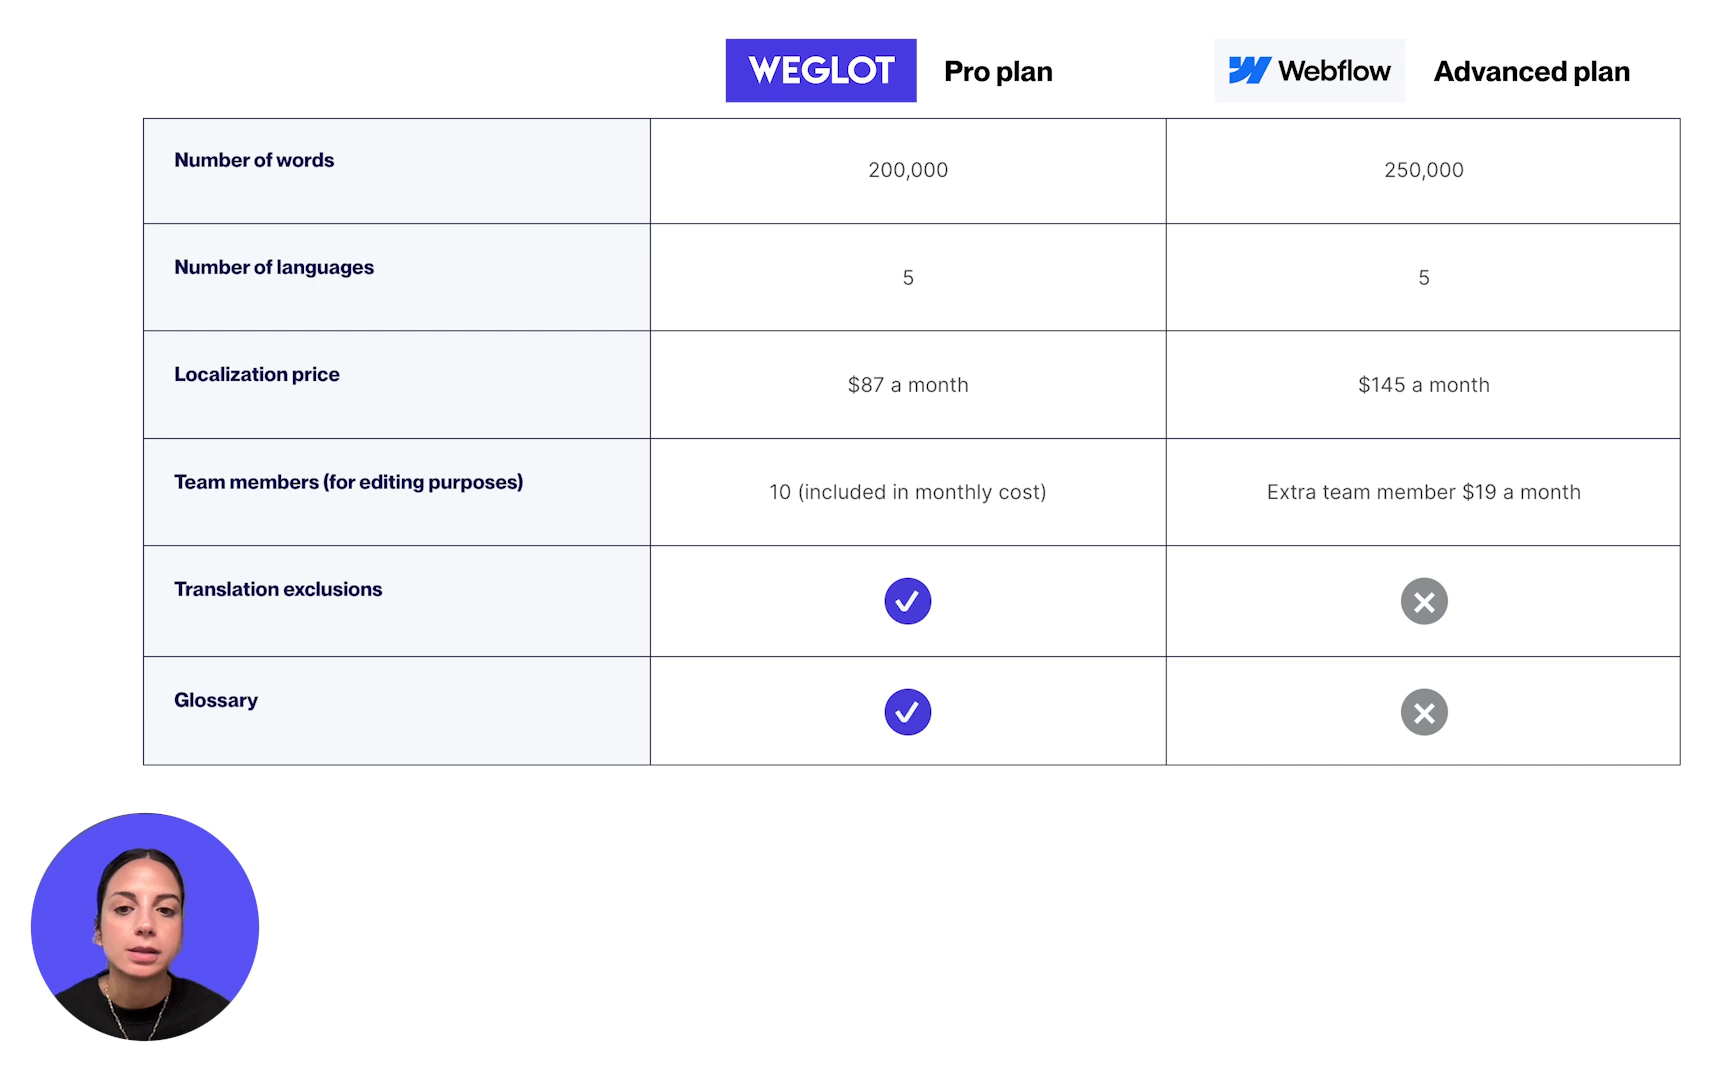 WEGLOT Pro plan Webflow Advanced plan
Number of words 200,000 250,000
Number of languages 5 5
Localization price $87 a month $145 a month
Team members (for editing purposes) 10 (included in monthly cost) Extra team member $19 a month
Translation exclusions
Glossary